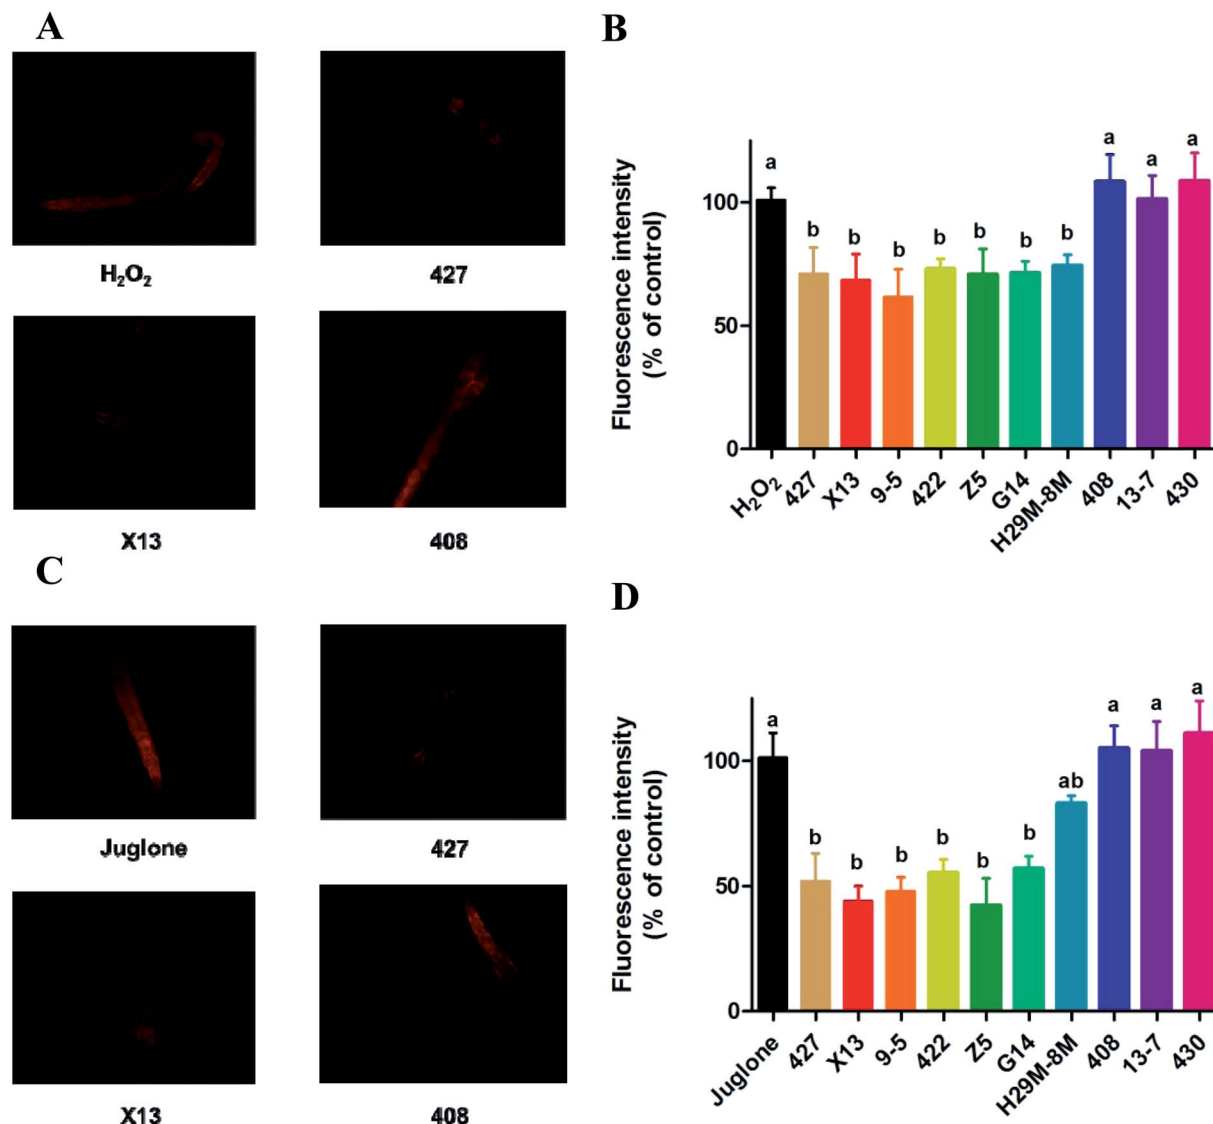 A
H₂O₂
427
X13
408
B
Fluorescence intensity
(% of control)
100
50
0
a
b
b
b
b
b
b
b
a
a
a
H₂O₂
427
X13
9-5
422
Z5
G14
H29M-8M
408
13-7
430
C
Juglone
427
X13
408
D
Fluorescence intensity
(% of control)
100
50
0
a
b
b
b
b
b
b
ab
a
a
a
Juglone
427
X13
9-5
422
Z5
G14
H29M-8M
408
13-7
430